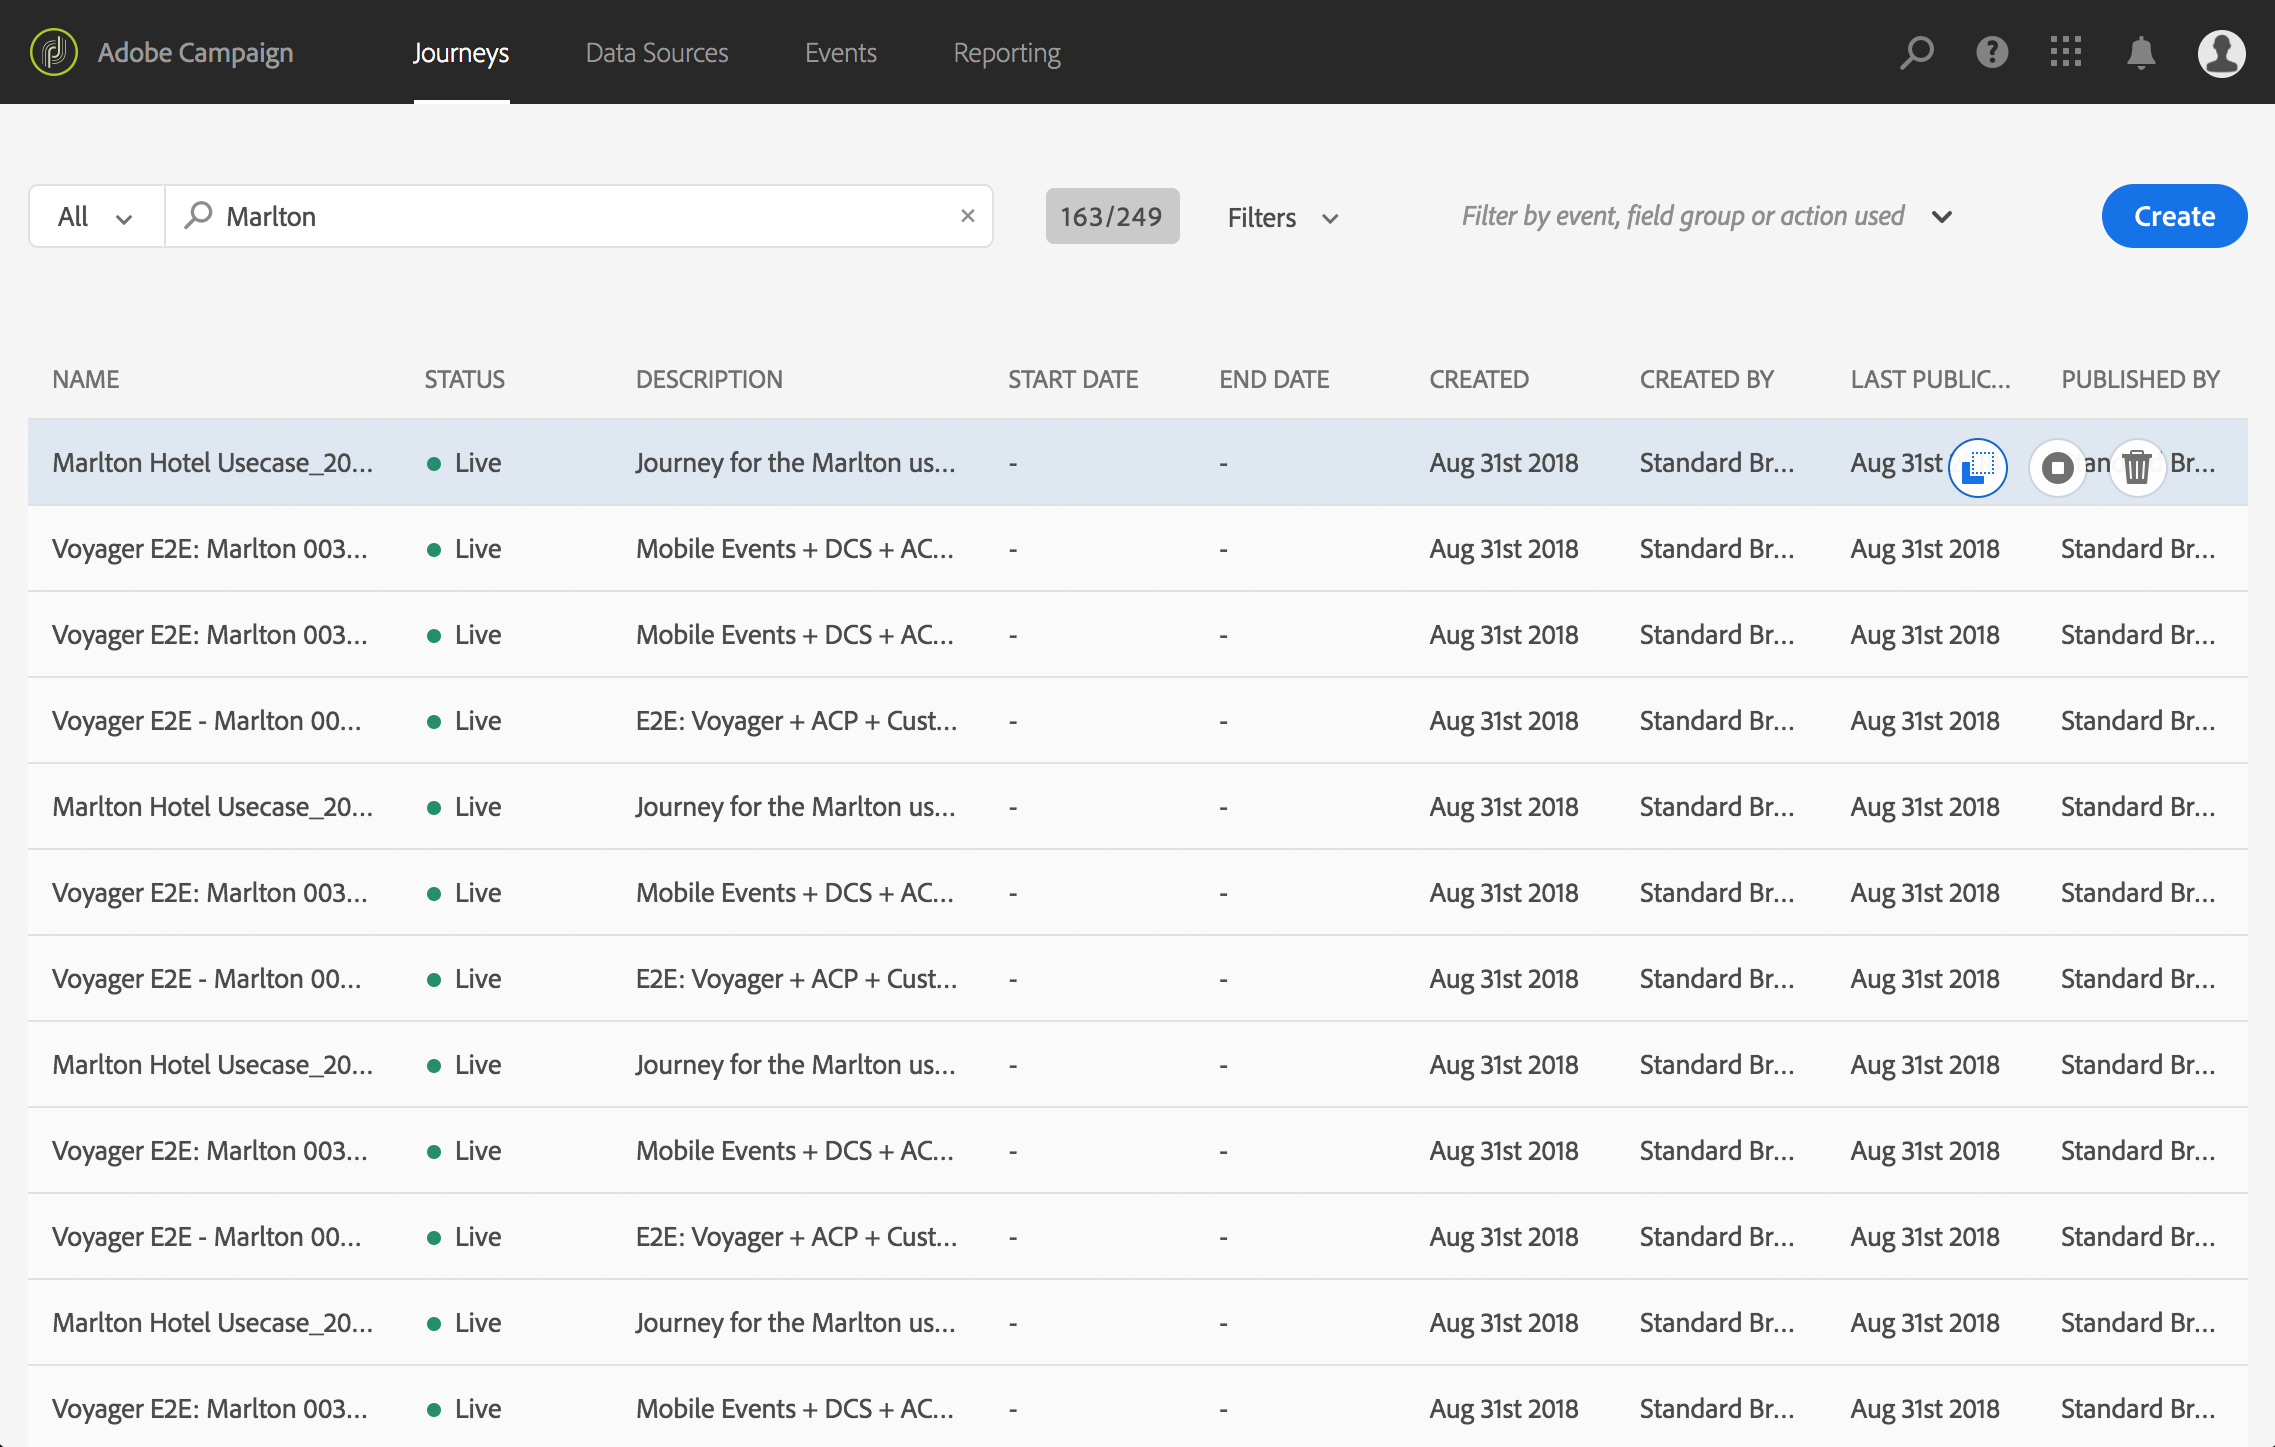 Adobe Campaign Journeys Data Sources Events Reporting
All Marlton × 163/249 Filters Filter by event, field group or action used Create
NAME STATUS DESCRIPTION START DATE END DATE CREATED CREATED BY LAST PUBLIC... PUBLISHED BY
Marlton Hotel Usecase_20... Live Journey for the Marlton us... - - Aug 31st 2018 Standard Br... Aug 31st Br...
Voyager E2E: Marlton 003... Live Mobile Events + DCS + AC... - - Aug 31st 2018 Standard Br... Aug 31st 2018 Standard Br...
Voyager E2E: Marlton 003... Live Mobile Events + DCS + AC... - - Aug 31st 2018 Standard Br... Aug 31st 2018 Standard Br...
Voyager E2E - Marlton 00... Live E2E: Voyager + ACP + Cust... - - Aug 31st 2018 Standard Br... Aug 31st 2018 Standard Br...
Marlton Hotel Usecase_20... Live Journey for the Marlton us... - - Aug 31st 2018 Standard Br... Aug 31st 2018 Standard Br...
Voyager E2E: Marlton 003... Live Mobile Events + DCS + AC... - - Aug 31st 2018 Standard Br... Aug 31st 2018 Standard Br...
Voyager E2E - Marlton 00... Live E2E: Voyager + ACP + Cust... - - Aug 31st 2018 Standard Br... Aug 31st 2018 Standard Br...
Marlton Hotel Usecase_20... Live Journey for the Marlton us... - - Aug 31st 2018 Standard Br... Aug 31st 2018 Standard Br...
Voyager E2E: Marlton 003... Live Mobile Events + DCS + AC... - - Aug 31st 2018 Standard Br... Aug 31st 2018 Standard Br...
Voyager E2E - Marlton 00... Live E2E: Voyager + ACP + Cust... - - Aug 31st 2018 Standard Br... Aug 31st 2018 Standard Br...
Marlton Hotel Usecase_20... Live Journey for the Marlton us... - - Aug 31st 2018 Standard Br... Aug 31st 2018 Standard Br...
Voyager E2E: Marlton 003... Live Mobile Events + DCS + AC... - - Aug 31st 2018 Standard Br... Aug 31st 2018 Standard Br...